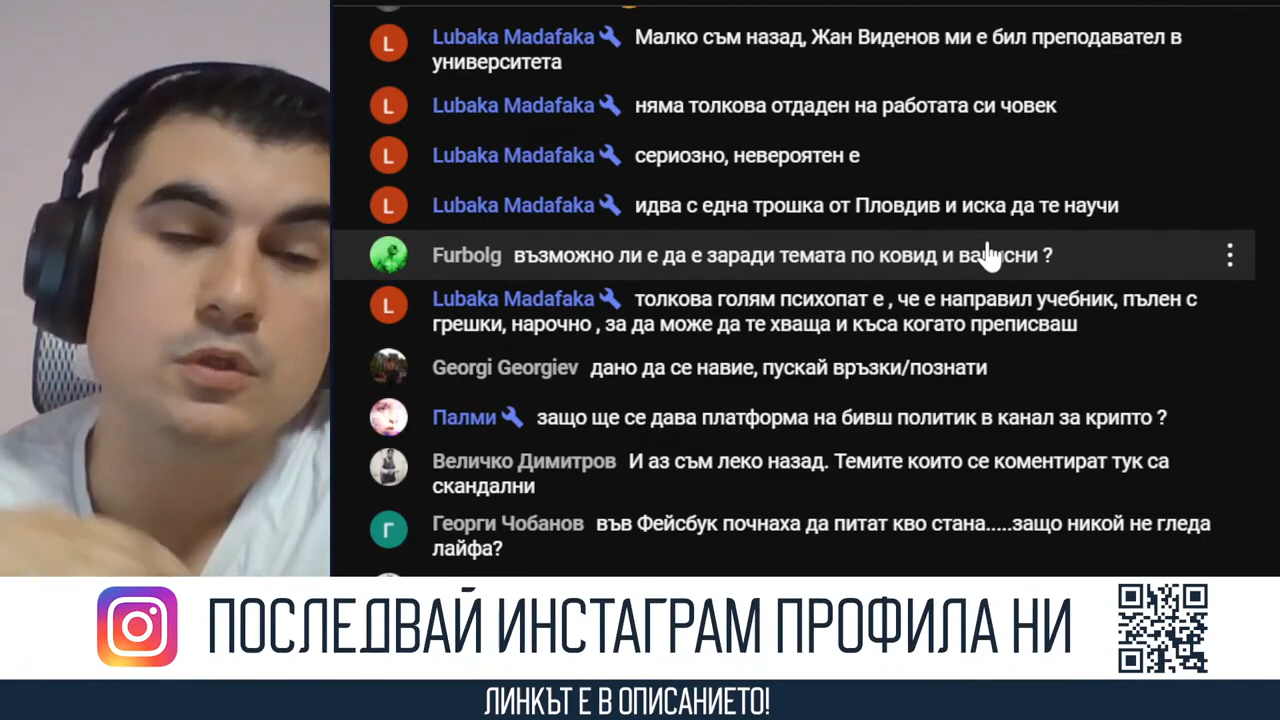 Lubaka Madafaka Малко съм назад, Жан Виденов ми е бил преподавател в
университета
Lubaka Madafaka няма толкова отдаден на работата си човек
Lubaka Madafaka сериозно, невероятен е
Lubaka Madafaka идва с една трошка от Пловдив и иска да те научи
Furbolg възможно ли е да е заради темата по ковид и ?
Lubaka Madafaka толкова голям психопат е , че е направил учебник, пълен с
грешки, нарочно , за да може да те хваща и къса когато преписваш
Georgi Georgiev дано да се навие, пускай връзки/познати
Палми защо ще се дава платформа на бивш политик в канал за крипто ?
Величко Димитров И аз съм леко назад. Темите които се коментират тук са
скандални
Георги Чобанов във Фейсбук почнаха да питат кво стана.....защо никой не гледа
лайфа?
L
L
L
L
L
Г
ПОСЛЕДВАЙ ИНСТАГРАМ ПРОФИЛА НИ
ЛИНКЪТ Е В ОПИСАНИЕТО!